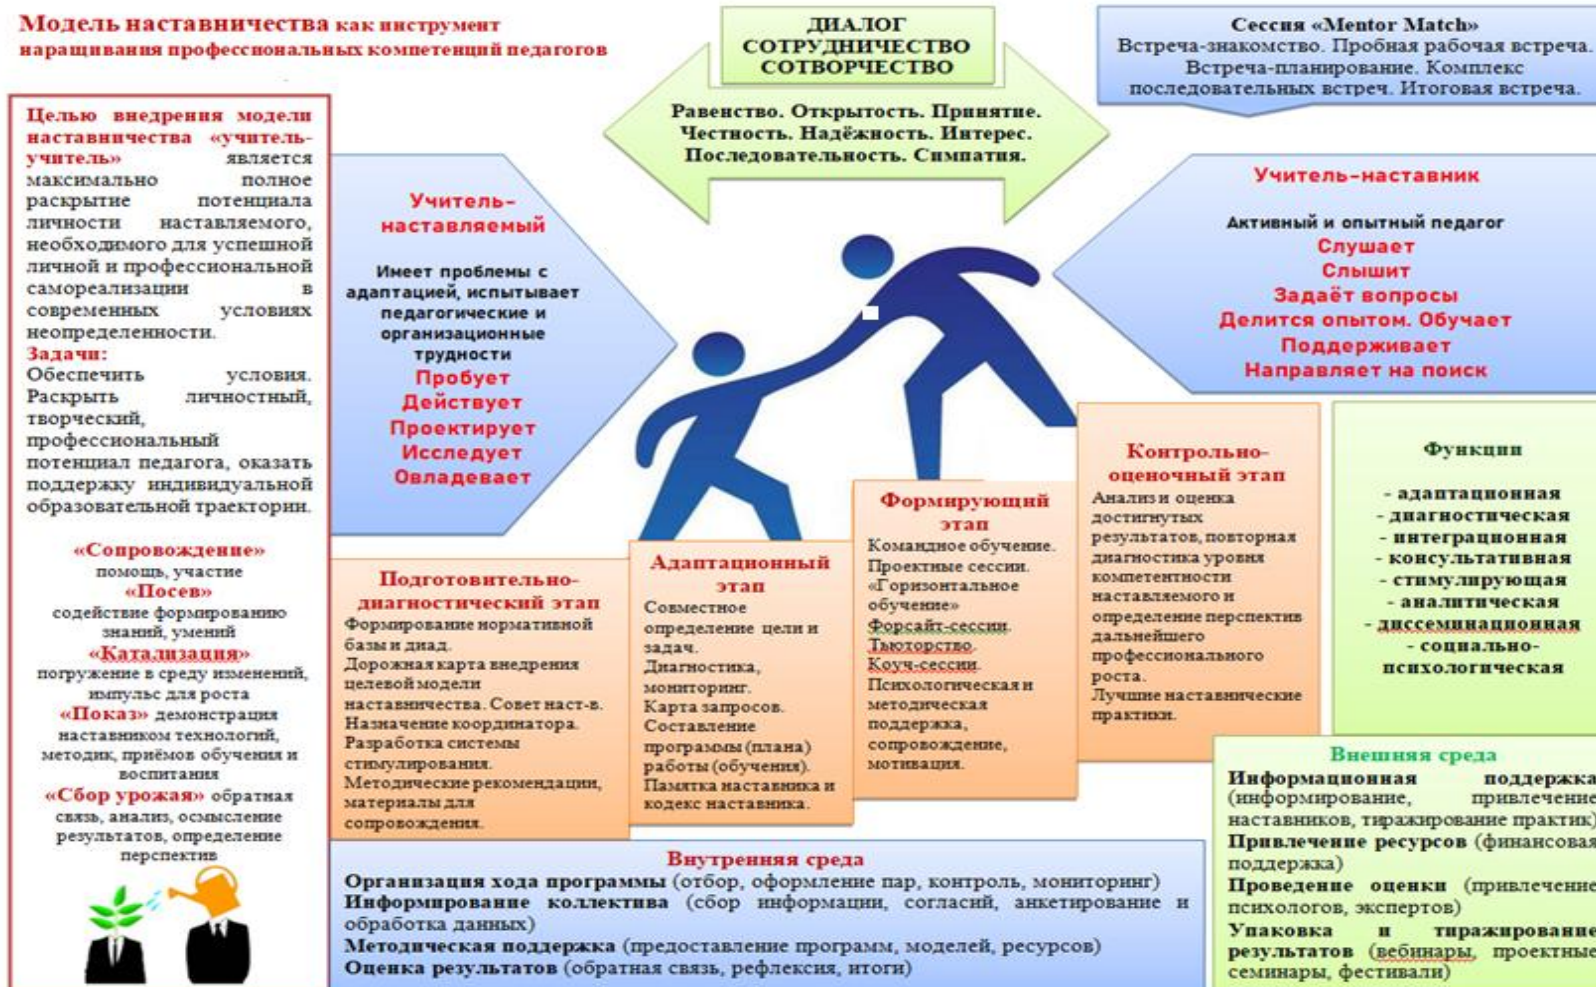 Модель наставничества как инструмент
наращивания профессиональных компетенций педагогов
ДИАЛОГ
СОТРУДНИЧЕСТВО
СОТВОРЧЕСТВО
Равенство. Открытость. Принятие.
Честность. Надёжность. Интерес.
Последовательность. Симпатия.
Сессия «Mentor Match»
Встреча-знакомство. Пробная рабочая встреча.
Встреча-планирование. Комплекс
последовательных встреч. Итоговая встреча.
Целью внедрения модели
наставничества «учитель-
учитель» является
максимально полное
раскрытие потенциала
личности наставляемого,
необходимого для успешной
личной и профессиональной
самореализации в
современных условиях
неопределенности.
Задачи:
Обеспечить условия.
Раскрыть личностный,
творческий,
профессиональный
потенциал педагога, оказать
поддержку индивидуальной
образовательной траектории.
«Сопровождение»
помощь, участие
«Посев»
содействие формированию
знаний, умений
«Катализация»
погружение в среду изменений,
импульс для роста
«Показ» демонстрация
наставником технологий,
методик, приёмов обучения и
воспитания
«Сбор урожая» обратная
связь, анализ, осмысление
результатов, определение
перспектив
Учитель-
наставляемый
Имеет проблемы с
адаптацией, испытывает
педагогические и
организационные
трудности
Пробует
Действует
Проектирует
Исследует
Овладевает
Учитель-наставник
Активный и опытный педагог
Слушает
Слышит
Задаёт вопросы
Делится опытом. Обучает
Поддерживает
Направляет на поиск
Подготовительно-
диагностический этап
Формирование нормативной
базы и диад.
Дорожная карта внедрения
целевой модели
наставничества. Совет наст-в.
Назначение координатора.
Разработка системы
стимулирования.
Методические рекомендации,
материалы для
сопровождения.
Адаптационный
этап
Совместное
определение цели и
задач.
Диагностика,
мониторинг.
Карта запросов.
Составление
программы (плана)
работы (обучения).
Памятка наставника и
кодекс наставника.
Формирующий
этап
Командное обучение.
Проектные сессии.
«Горизонтальное
обучение»
Форсайт-сессии.
Тьюторство.
Коуч-сессии.
Психологическая и
методическая
поддержка,
сопровождение,
мотивация.
Контрольно-
оценочный этап
Анализ и оценка
достигнутых
результатов, повторная
диагностика уровня
компетентности
наставляемого и
определение перспектив
дальнейшего
профессионального
роста.
Лучшие наставнические
практики.
Функции
- адаптационная
- диагностическая
- интеграционная
- консультативная
- стимулирующая
- аналитическая
- диссеминационная
- социально-
психологическая
Внутренняя среда
Организация хода программы (отбор, оформление пар, контроль, мониторинг)
Информирование коллектива (сбор информации, согласий, анкетирование и
обработка данных)
Методическая поддержка (предоставление программ, моделей, ресурсов)
Оценка результатов (обратная связь, рефлексия, итоги)
Внешняя среда
Информационная поддержка
(информирование, привлечение
наставников, тиражирование практик)
Привлечение ресурсов (финансовая
поддержка)
Проведение оценки (привлечение
психологов, экспертов)
Упаковка и тиражирование
результатов (вебинары, проектные
семинары, фестивали)